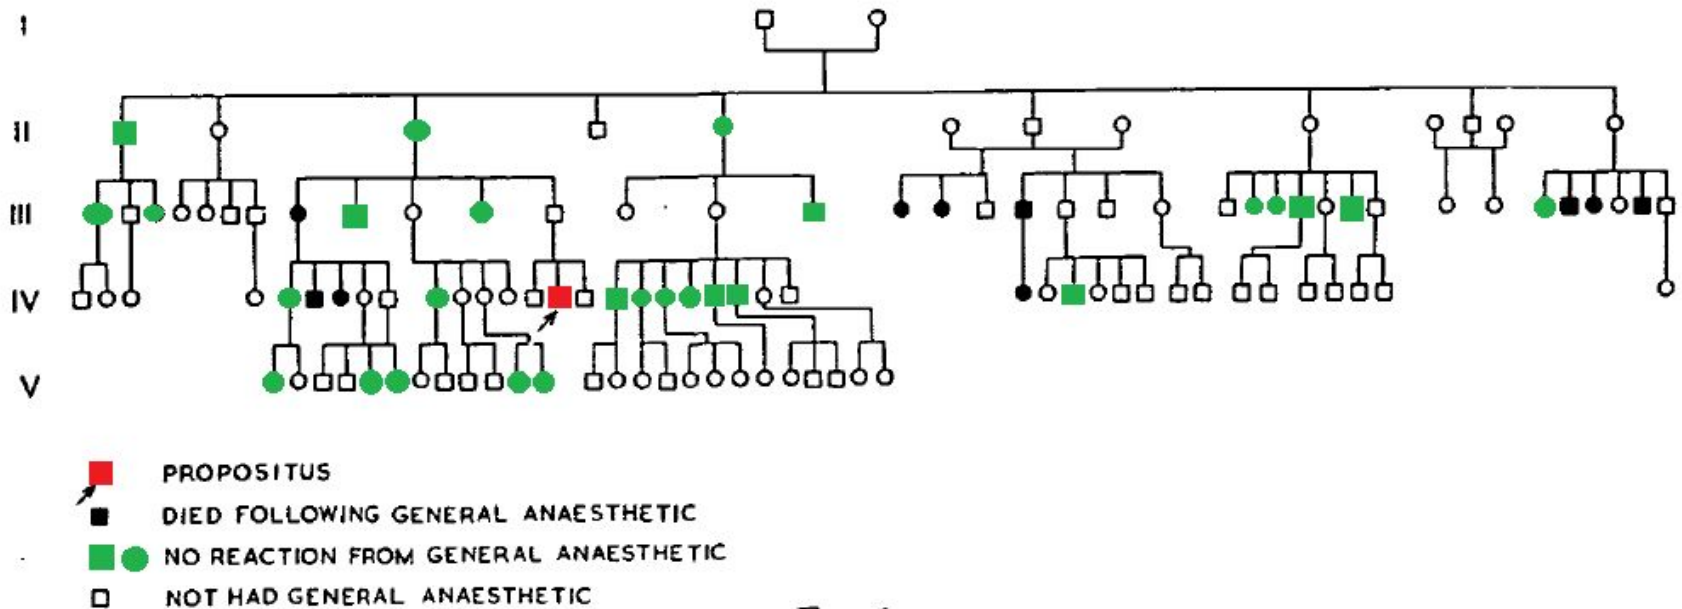 I
II
III
IV
V
PROPOSITUS
DIED FOLLOWING GENERAL ANAESTHETIC
NO REACTION FROM GENERAL ANAESTHETIC
NOT HAD GENERAL ANAESTHETIC